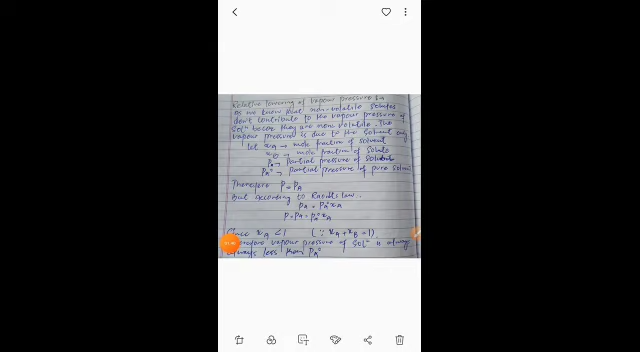 Relative lowering of vapour pressure :-
As we know that non-volatile solutes
don't contribute to the vapour pressure of
Solⁿ because they are non volatile. The
vapour pressure is due to the solvent only
let xA → mole fraction of solvent
xB → mole fraction of solute
PA → partial pressure of solvent
PA° → partial pressure of pure solvent
Therefore P = PA
But According to Raoults law.
PA = PA° xA
P = PA = PA° xA
Since xA < 1 (∵ xA + xB = 1)
Therefore vapour pressure of Solⁿ is always
always less than PA°